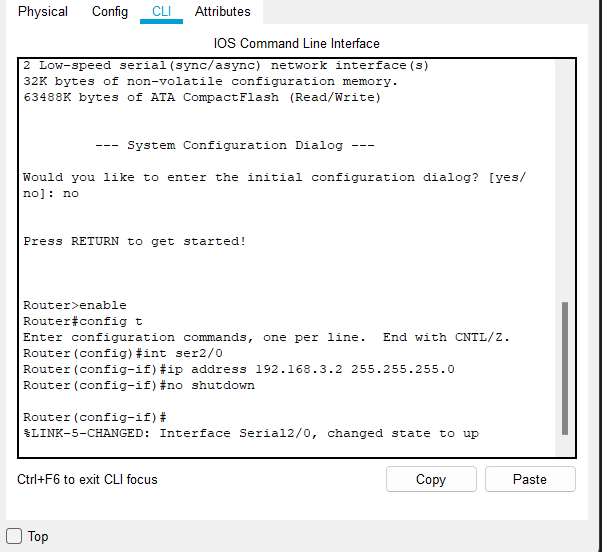 Physical Config CLI Attributes
IOS Command Line Interface
2 Low-speed serial(sync/async) network interface(s)
32K bytes of non-volatile configuration memory.
63488K bytes of ATA CompactFlash (Read/Write)
--- System Configuration Dialog ---
Would you like to enter the initial configuration dialog? [yes/
no]: no
Press RETURN to get started!
Router>enable
Router#config t
Enter configuration commands, one per line.  End with CNTL/Z.
Router(config)#int ser2/0
Router(config-if)#ip address 192.168.3.2 255.255.255.0
Router(config-if)#no shutdown
Router(config-if)#
%LINK-5-CHANGED: Interface Serial2/0, changed state to up
Ctrl+F6 to exit CLI focus
Copy Paste
Top